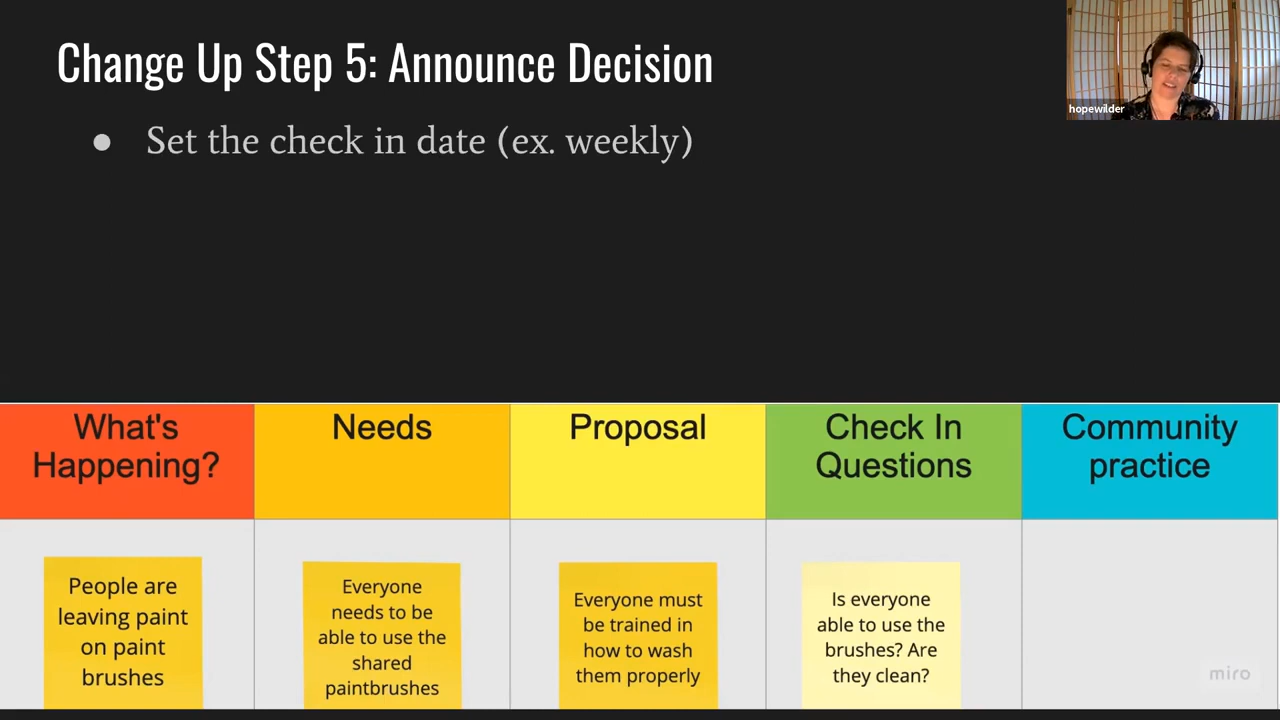 Change Up Step 5: Announce Decision
hopewilder
● Set the check in date (ex. weekly)
What's
Happening?
Needs
Proposal
Check In
Questions
Community
practice
People are
leaving paint
on paint
brushes
Everyone
needs to be
able to use the
shared
paintbrushes
Everyone must
be trained in
how to wash
them properly
Is everyone
able to use the
brushes? Are
they clean?
miro